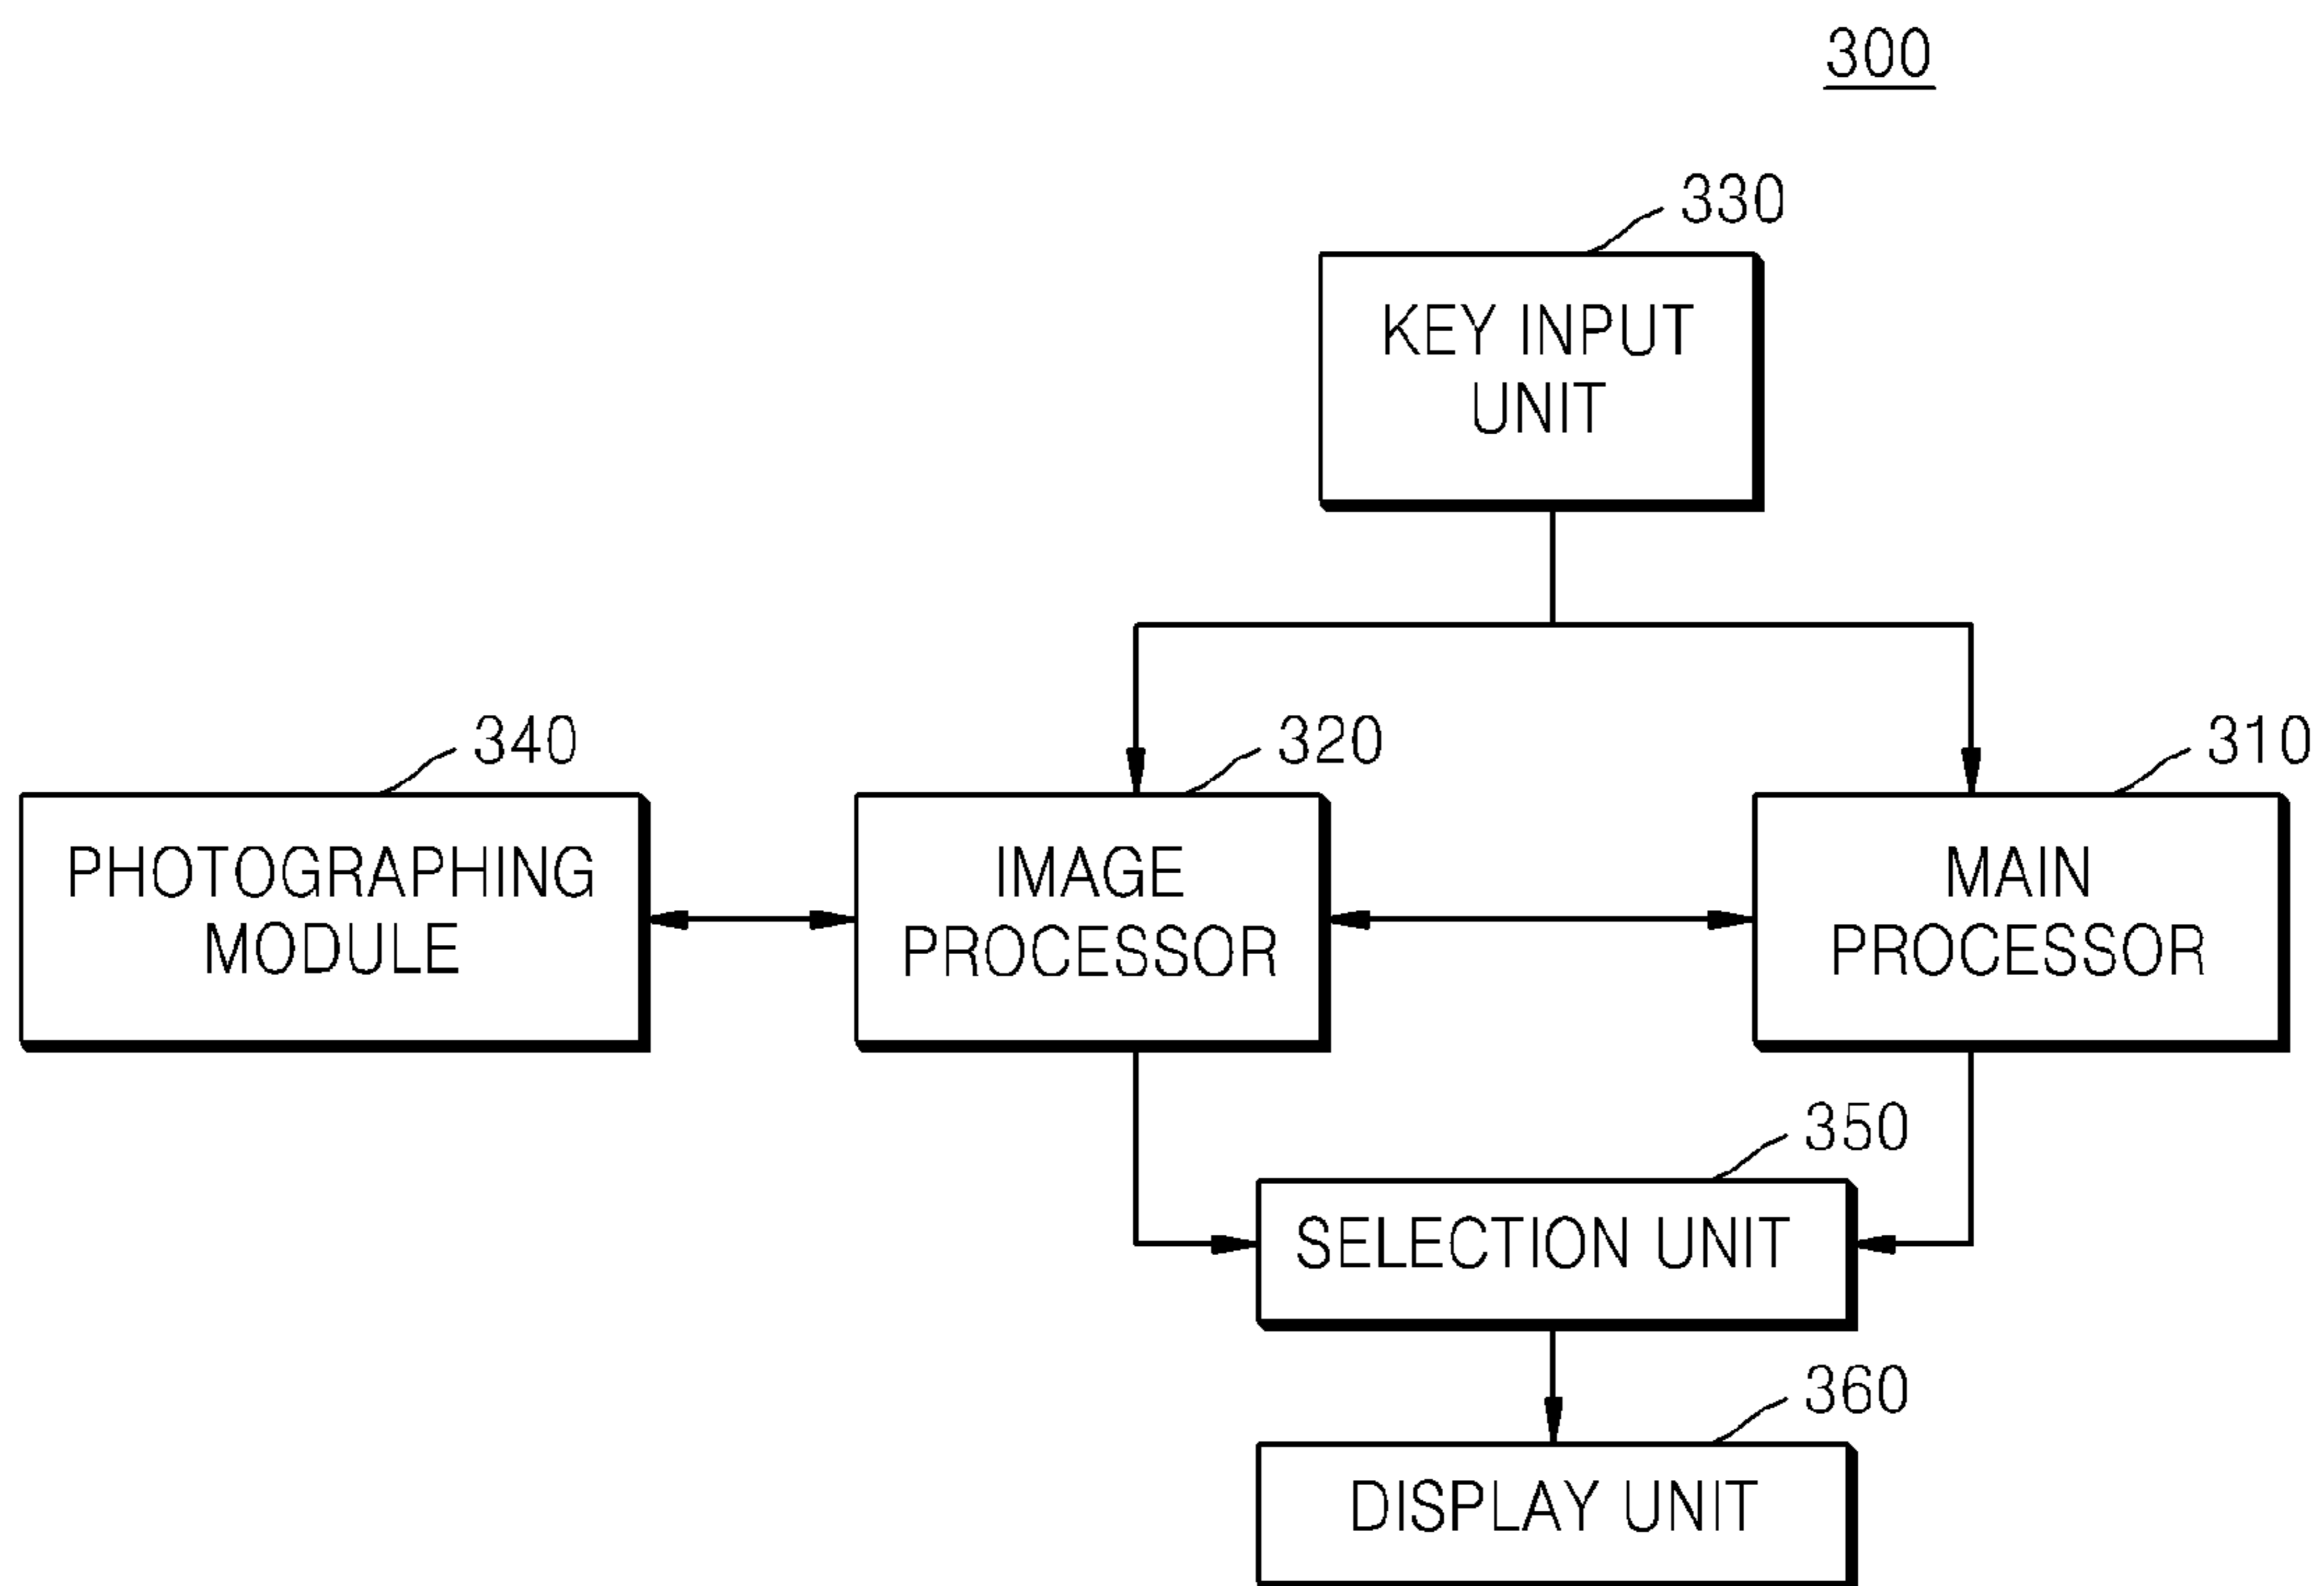 300
330
KEY INPUT
UNIT
340
320
310
PHOTOGRAPHING
MODULE
IMAGE
PROCESSOR
MAIN
PROCESSOR
350
SELECTION UNIT
360
DISPLAY UNIT